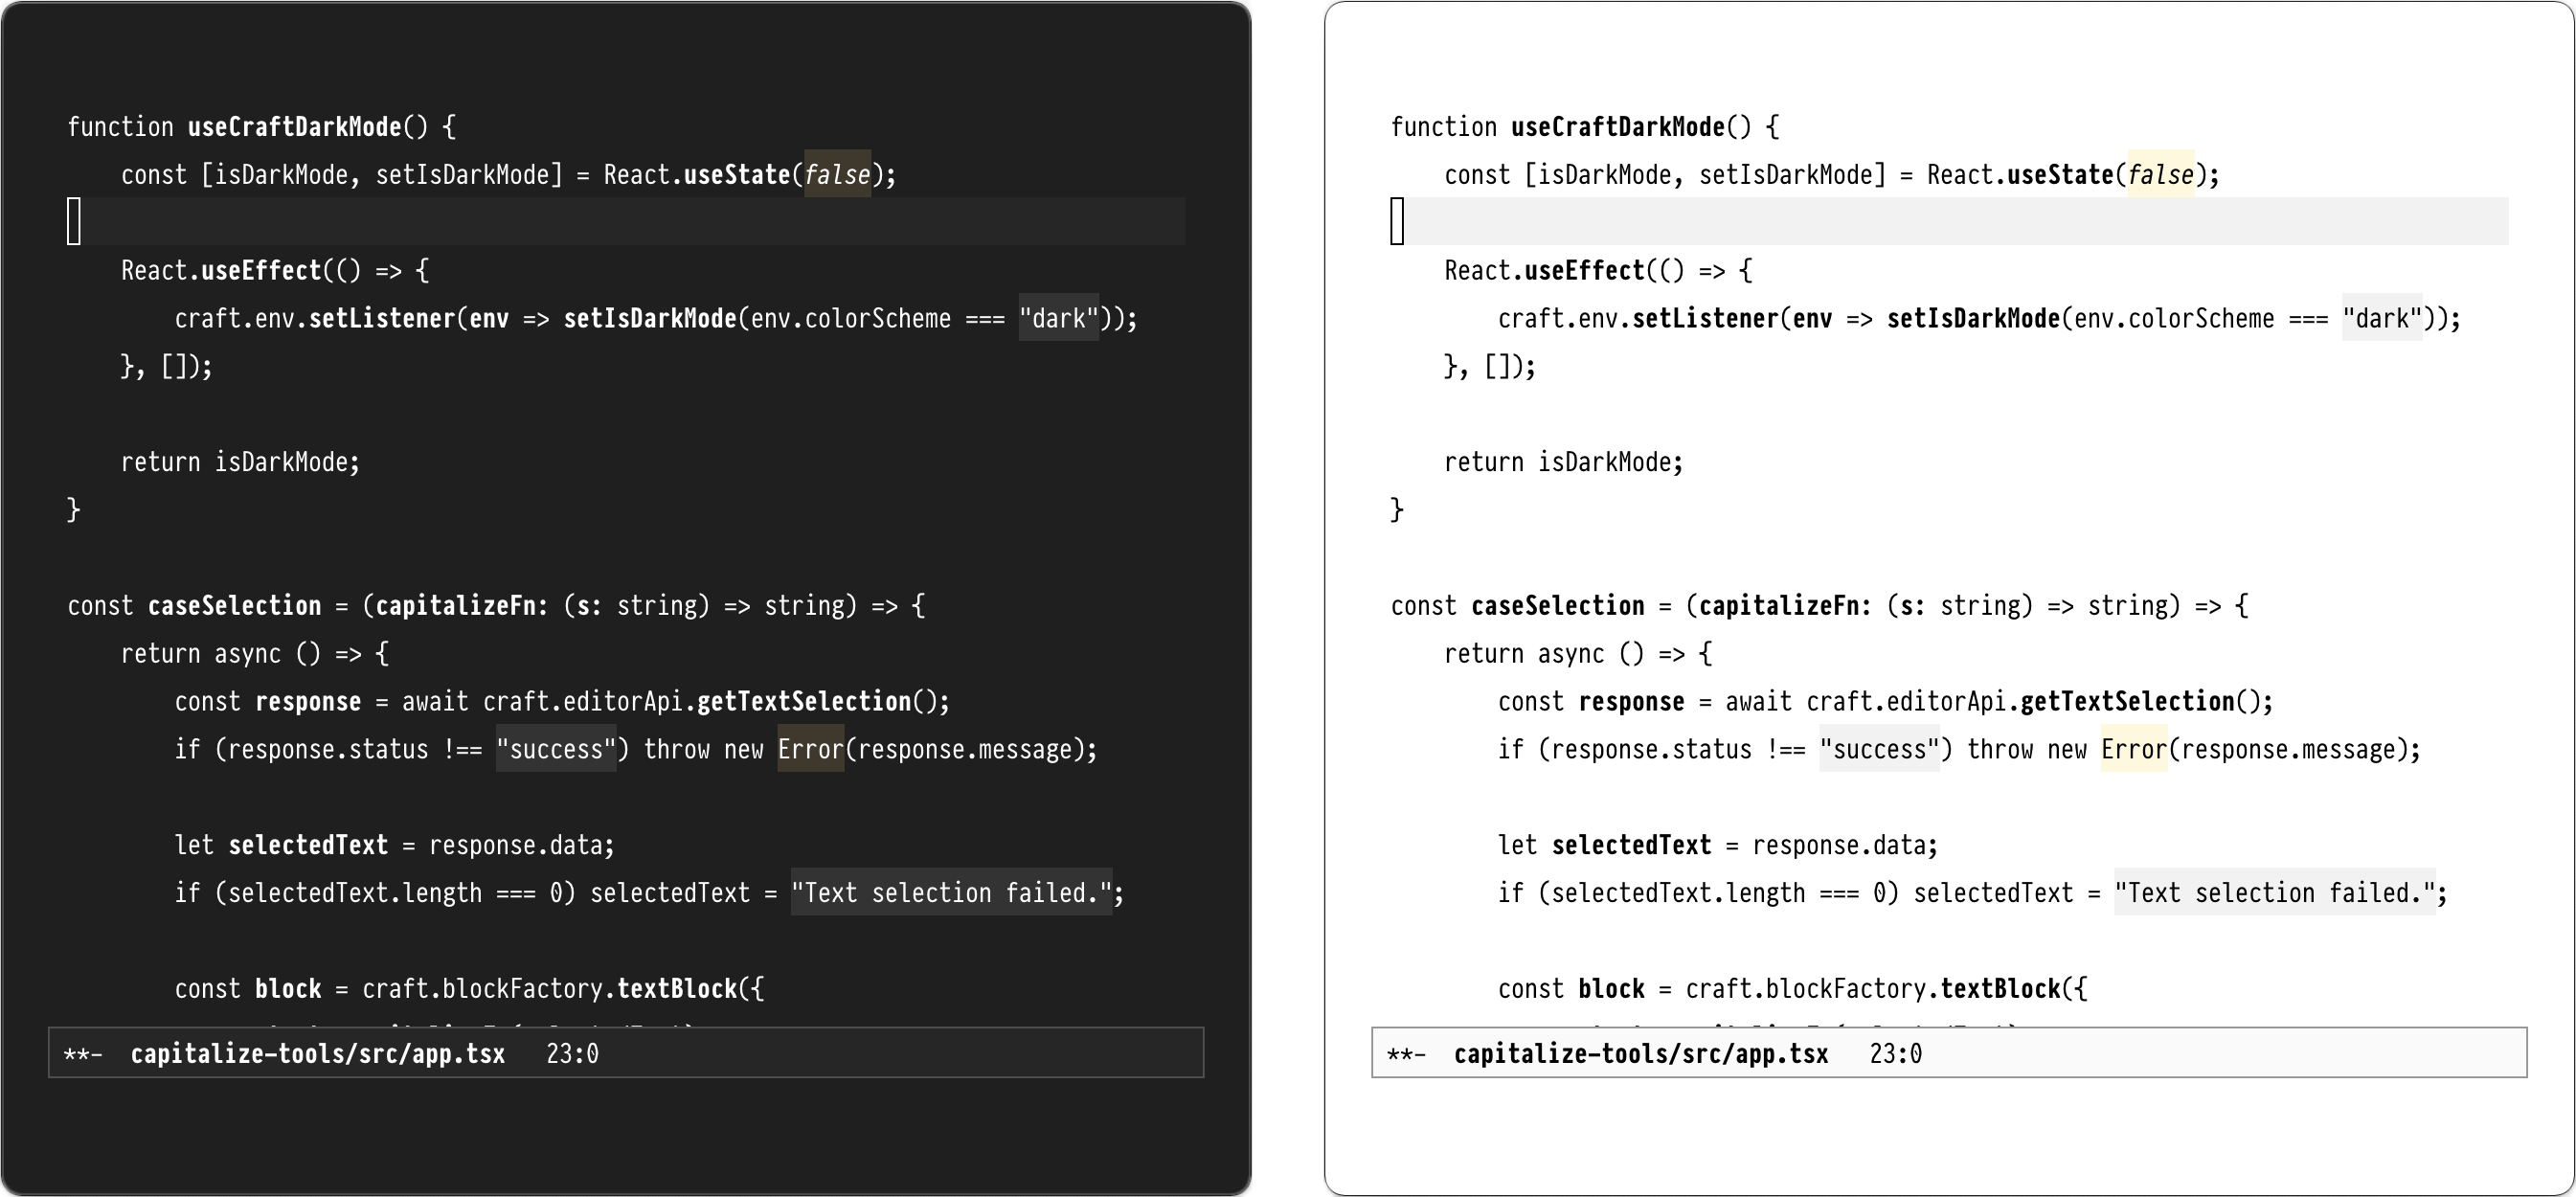 function useCraftDarkMode() {
    const [isDarkMode, setIsDarkMode] = React.useState(false);

    React.useEffect(() => {
        craft.env.setListener(env => setIsDarkMode(env.colorScheme === "dark"));
    }, []);

    return isDarkMode;
}

const caseSelection = (capitalizeFn: (s: string) => string) => {
    return async () => {
        const response = await craft.editorApi.getTextSelection();
        if (response.status !== "success") throw new Error(response.message);

        let selectedText = response.data;
        if (selectedText.length === 0) selectedText = "Text selection failed.";

        const block = craft.blockFactory.textBlock({
**-  capitalize-tools/src/app.tsx   23:0
function useCraftDarkMode() {
    const [isDarkMode, setIsDarkMode] = React.useState(false);

    React.useEffect(() => {
        craft.env.setListener(env => setIsDarkMode(env.colorScheme === "dark"));
    }, []);

    return isDarkMode;
}

const caseSelection = (capitalizeFn: (s: string) => string) => {
    return async () => {
        const response = await craft.editorApi.getTextSelection();
        if (response.status !== "success") throw new Error(response.message);

        let selectedText = response.data;
        if (selectedText.length === 0) selectedText = "Text selection failed.";

        const block = craft.blockFactory.textBlock({
**-  capitalize-tools/src/app.tsx   23:0